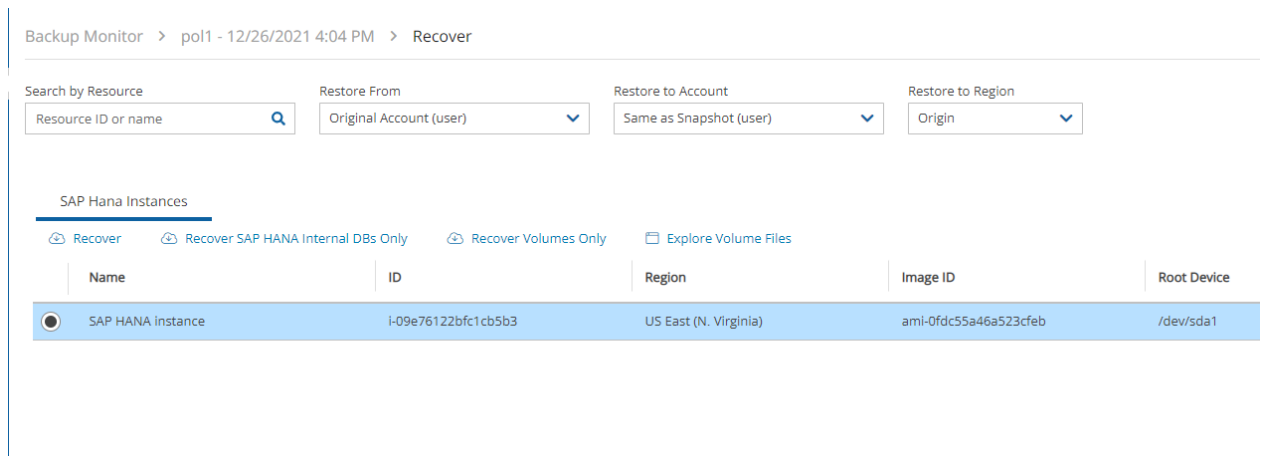 Backup Monitor > pol1 - 12/26/2021 4:04 PM > Recover
Search by Resource Restore From Restore to Account Restore to Region
Resource ID or name Original Account (user) Same as Snapshot (user) Origin
SAP Hana Instances
Recover Recover SAP HANA Internal DBs Only Recover Volumes Only Explore Volume Files
Name ID Region Image ID Root Device
SAP HANA instance i-09e76122bfc1cb5b3 US East (N. Virginia) ami-0fdc55a46a523cfeb /dev/sda1